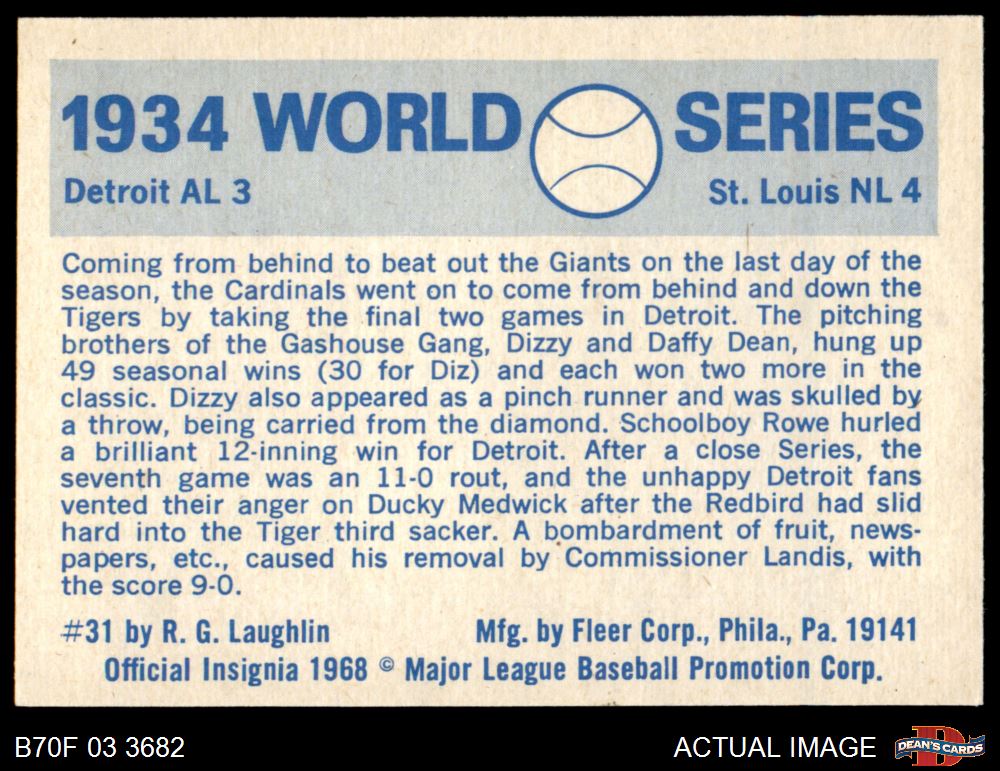 1934 WORLD SERIES
Detroit AL 3 St. Louis NL 4
Coming from behind to beat out the Giants on the last day of the
season, the Cardinals went on to come from behind and down the
Tigers by taking the final two games in Detroit. The pitching
brothers of the Gashouse Gang, Dizzy and Daffy Dean, hung up
49 seasonal wins (30 for Diz) and each won two more in the
classic. Dizzy also appeared as a pinch runner and was skulled by
a throw, being carried from the diamond. Schoolboy Rowe hurled
a brilliant 12-inning win for Detroit. After a close Series, the
seventh game was an 11-0 rout, and the unhappy Detroit fans
vented their anger on Ducky Medwick after the Redbird had slid
hard into the Tiger third sacker. A bombardment of fruit, news-
papers, etc., caused his removal by Commissioner Landis, with
the score 9-0.
#31 by R. G. Laughlin Mfg. by Fleer Corp., Phila., Pa. 19141
Official Insignia 1968 © Major League Baseball Promotion Corp.
B70F 03 3682 ACTUAL IMAGE D DEAN'S CARDS